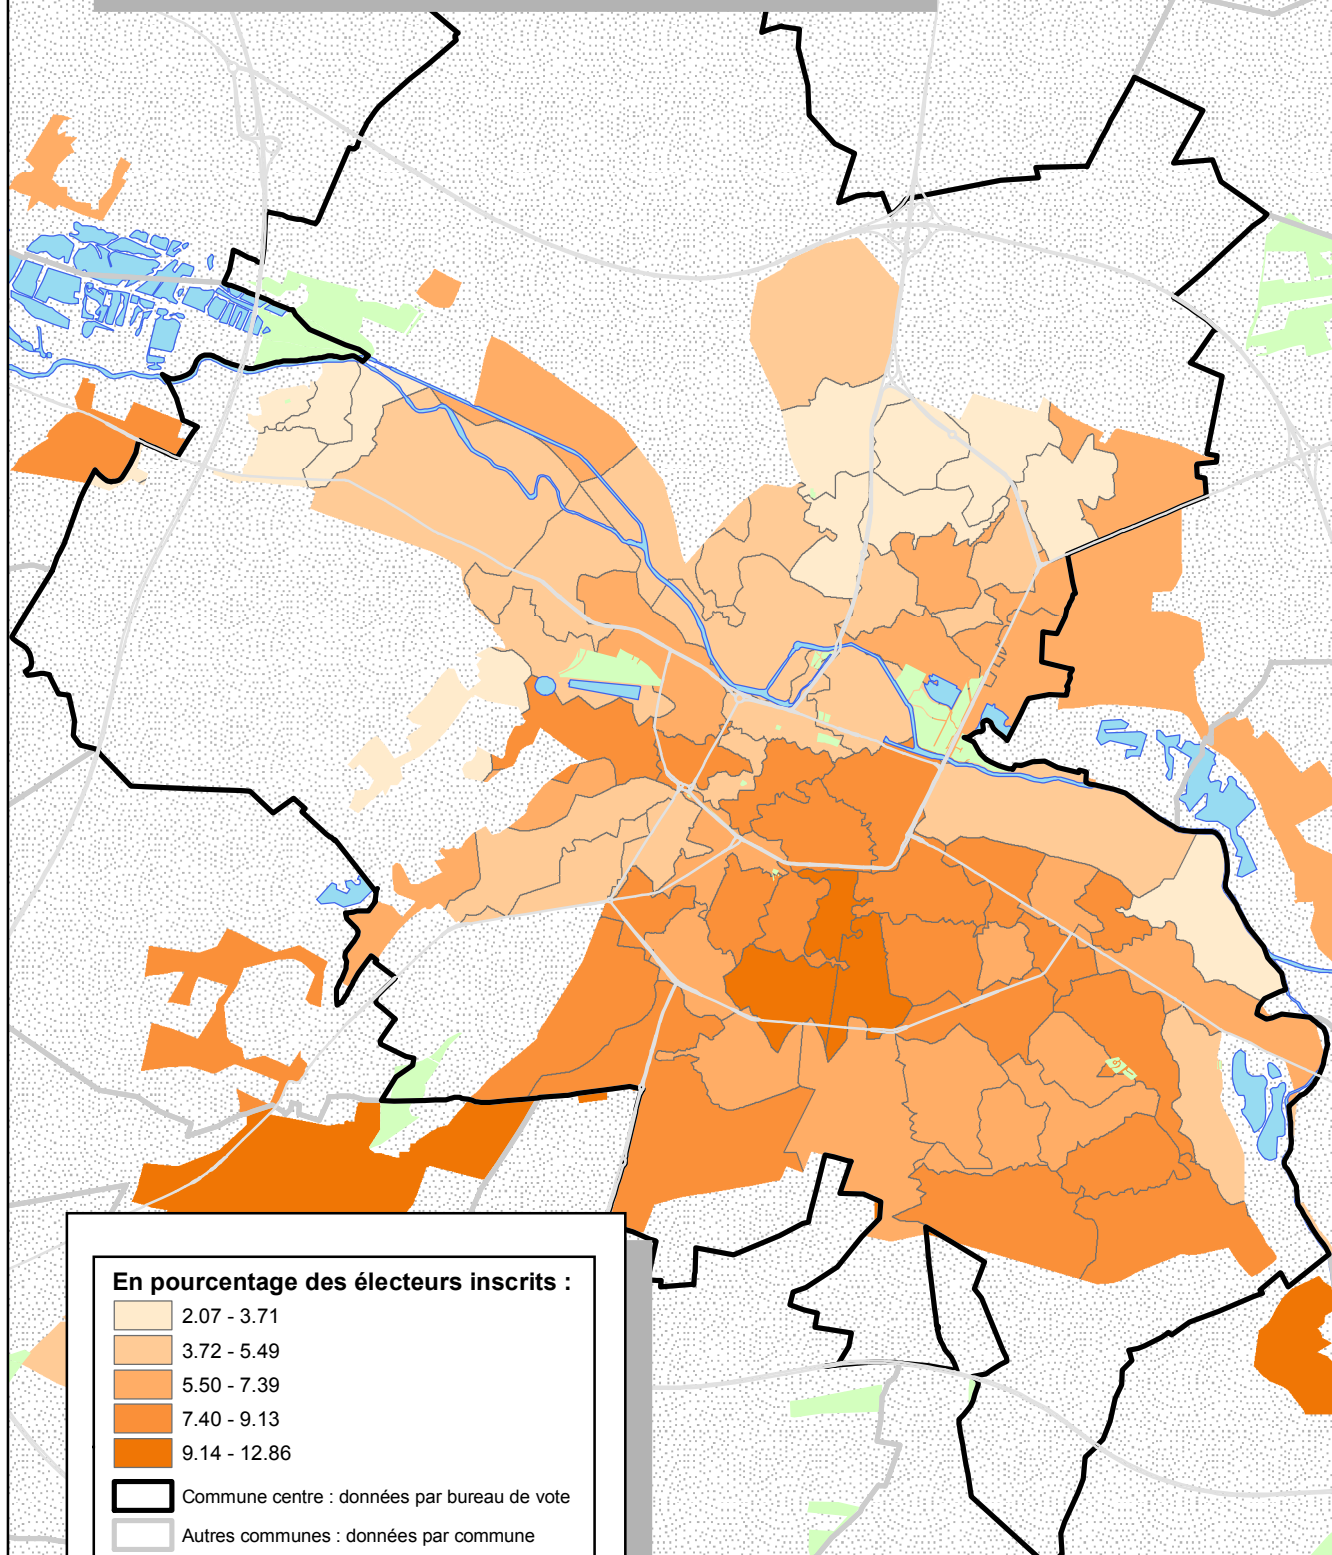 En pourcentage des électeurs inscrits :
2.07 - 3.71
3.72 - 5.49
5.50 - 7.39
7.40 - 9.13
9.14 - 12.86
Commune centre : données par bureau de vote
Autres communes : données par commune